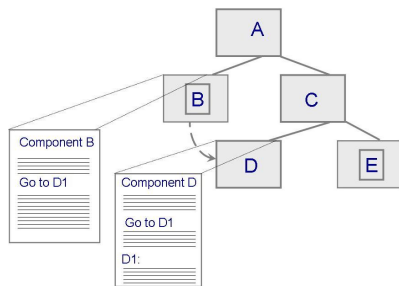 A
B
C
D
E
Component B
Go to D1
Component D
Go to D1
D1: